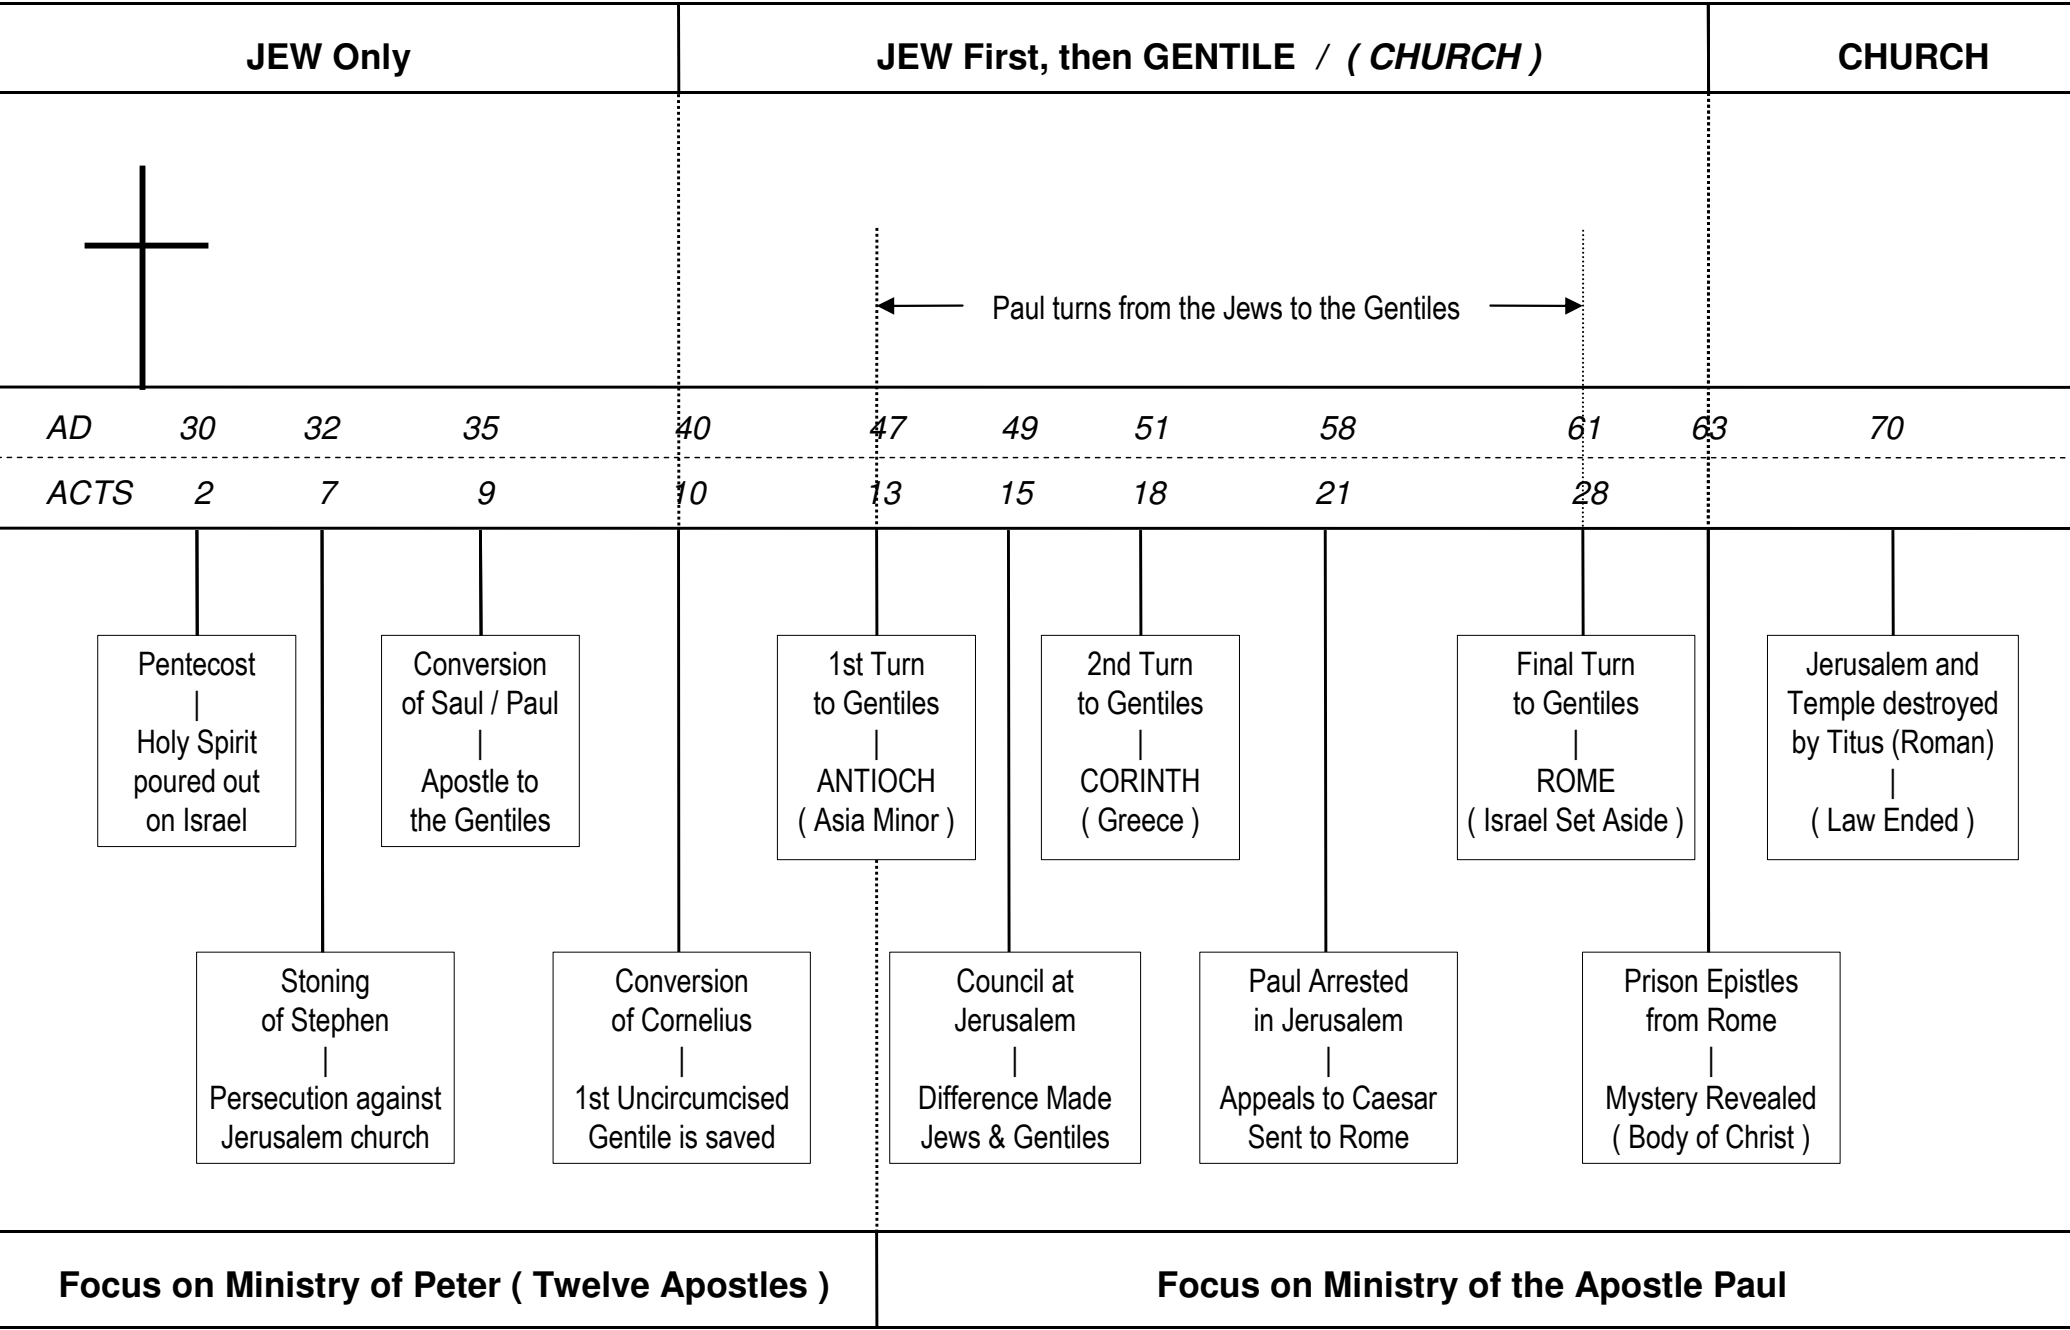 JEW Only
JEW First, then GENTILE / ( CHURCH )
CHURCH
Paul turns from the Jews to the Gentiles
AD 30 32 35 40 47 49 51 58 61 63 70
ACTS 2 7 9 10 13 15 18 21 28
Pentecost
|
Holy Spirit
poured out
on Israel
Conversion
of Saul / Paul
|
Apostle to
the Gentiles
1st Turn
to Gentiles
|
ANTIOCH
( Asia Minor )
2nd Turn
to Gentiles
|
CORINTH
( Greece )
Final Turn
to Gentiles
|
ROME
( Israel Set Aside )
Jerusalem and
Temple destroyed
by Titus (Roman)
|
( Law Ended )
Stoning
of Stephen
|
Persecution against
Jerusalem church
Conversion
of Cornelius
|
1st Uncircumcised
Gentile is saved
Council at
Jerusalem
|
Difference Made
Jews & Gentiles
Paul Arrested
in Jerusalem
|
Appeals to Caesar
Sent to Rome
Prison Epistles
from Rome
|
Mystery Revealed
( Body of Christ )
Focus on Ministry of Peter ( Twelve Apostles )
Focus on Ministry of the Apostle Paul